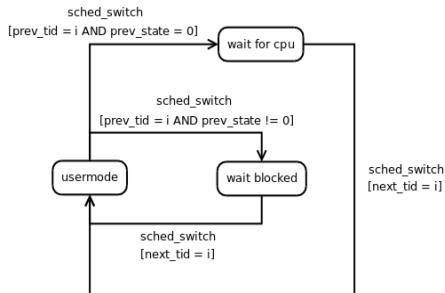 sched_switch
[prev_tid = i AND prev_state = 0]
wait for cpu
sched_switch
[prev_tid = i AND prev_state != 0]
sched_switch
[next_tid = i]
usermode
wait blocked
sched_switch
[next_tid = i]